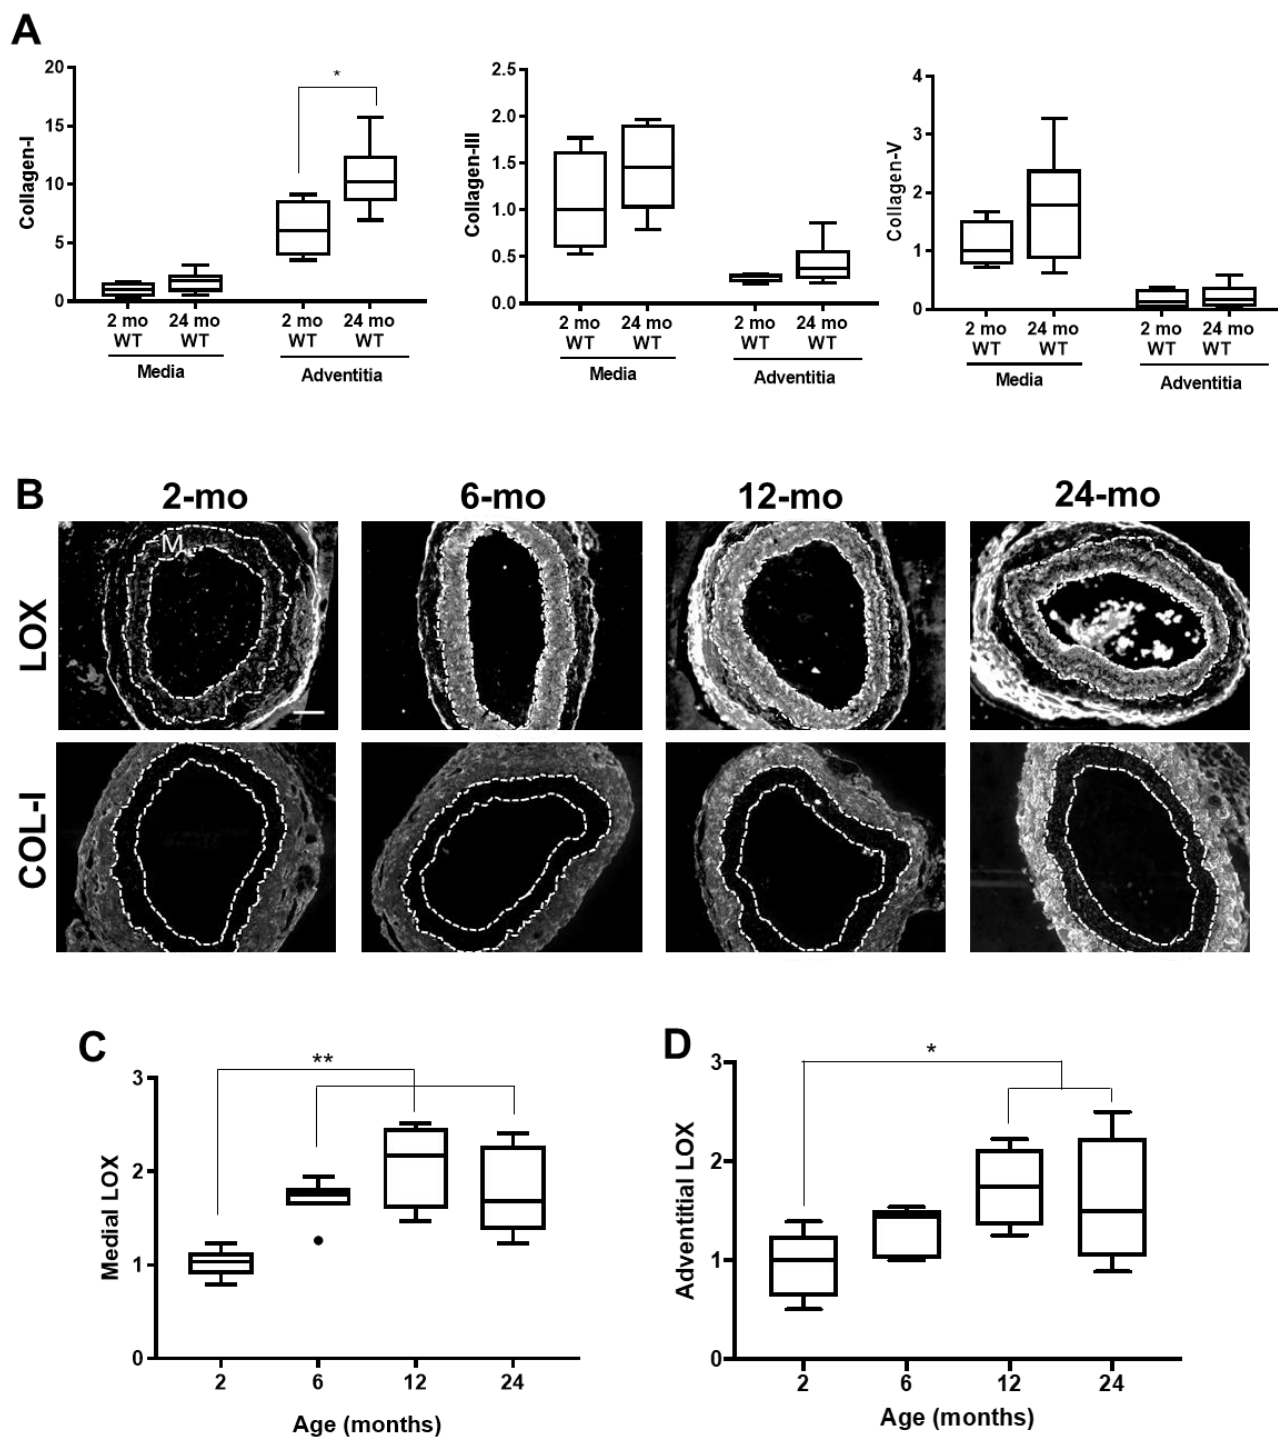 A
Collagen-I
20
15
10
5
0
*
2 mo WT
24 mo WT
2 mo WT
24 mo WT
Media
Adventitia
Collagen-III
2.5
2.0
1.5
1.0
0.5
0.0
2 mo WT
24 mo WT
2 mo WT
24 mo WT
Media
Adventitia
Collagen-V
4
3
2
1
0
2 mo WT
24 mo WT
2 mo WT
24 mo WT
Media
Adventitia
B
2-mo
6-mo
12-mo
24-mo
LOX
M
COL-I
C
**
Medial LOX
3
2
1
0
2
6
12
24
Age (months)
D
*
Adventitial LOX
3
2
1
0
2
6
12
24
Age (months)